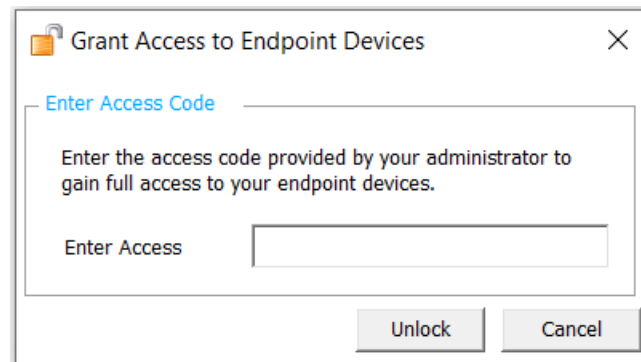 Grant Access to Endpoint Devices
Enter Access Code
Enter the access code provided by your administrator to
gain full access to your endpoint devices.
Enter Access
Unlock Cancel